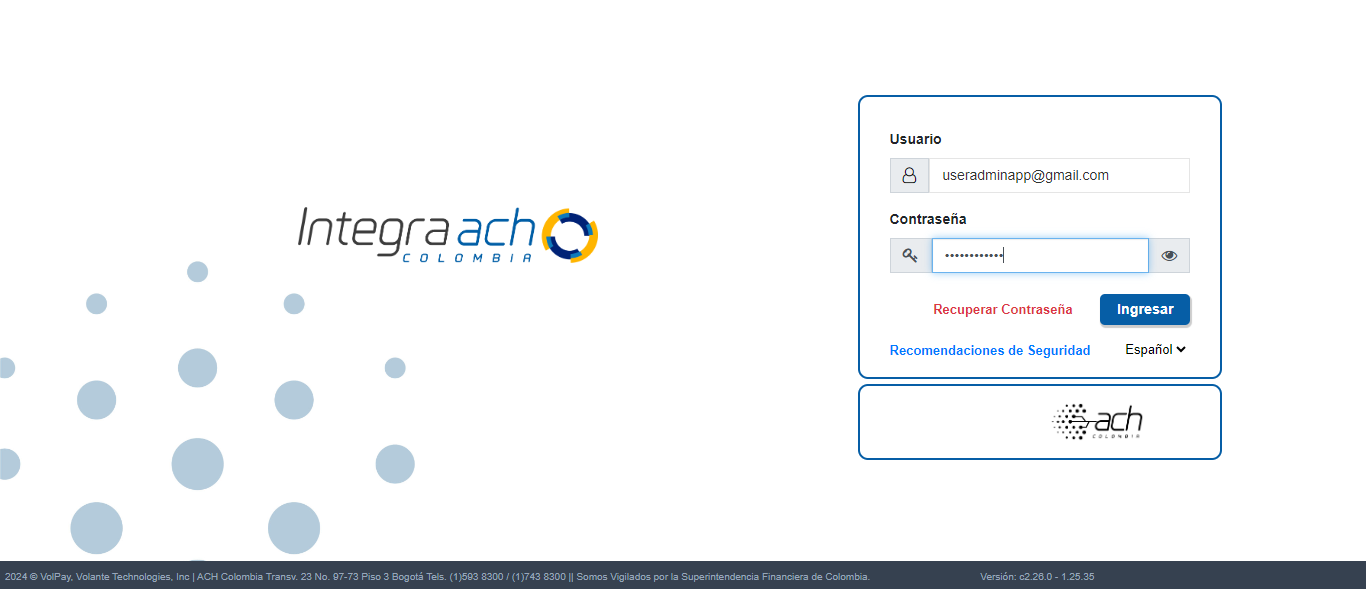 Integra ach
COLOMBIA
Usuario
useradminapp@gmail.com
Contraseña
••••••••••••
Recuperar Contraseña
Ingresar
Recomendaciones de Seguridad
Español
ach
COLOMBIA
2024 © VolPay, Volante Technologies, Inc | ACH Colombia Transv. 23 No. 97-73 Piso 3 Bogotá Tels. (1)593 8300 / (1)743 8300 || Somos Vigilados por la Superintendencia Financiera de Colombia.
Versión: c2.26.0 - 1.25.35